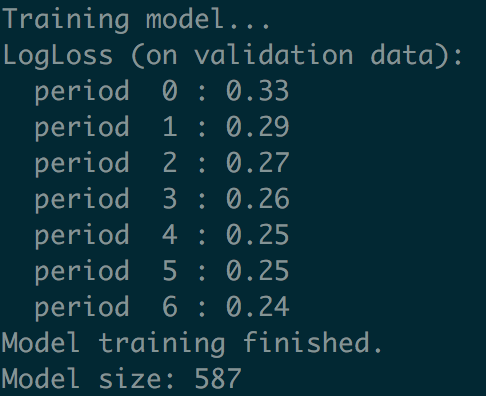 Training model...
LogLoss (on validation data):
  period  0 : 0.33
  period  1 : 0.29
  period  2 : 0.27
  period  3 : 0.26
  period  4 : 0.25
  period  5 : 0.25
  period  6 : 0.24
Model training finished.
Model size: 587